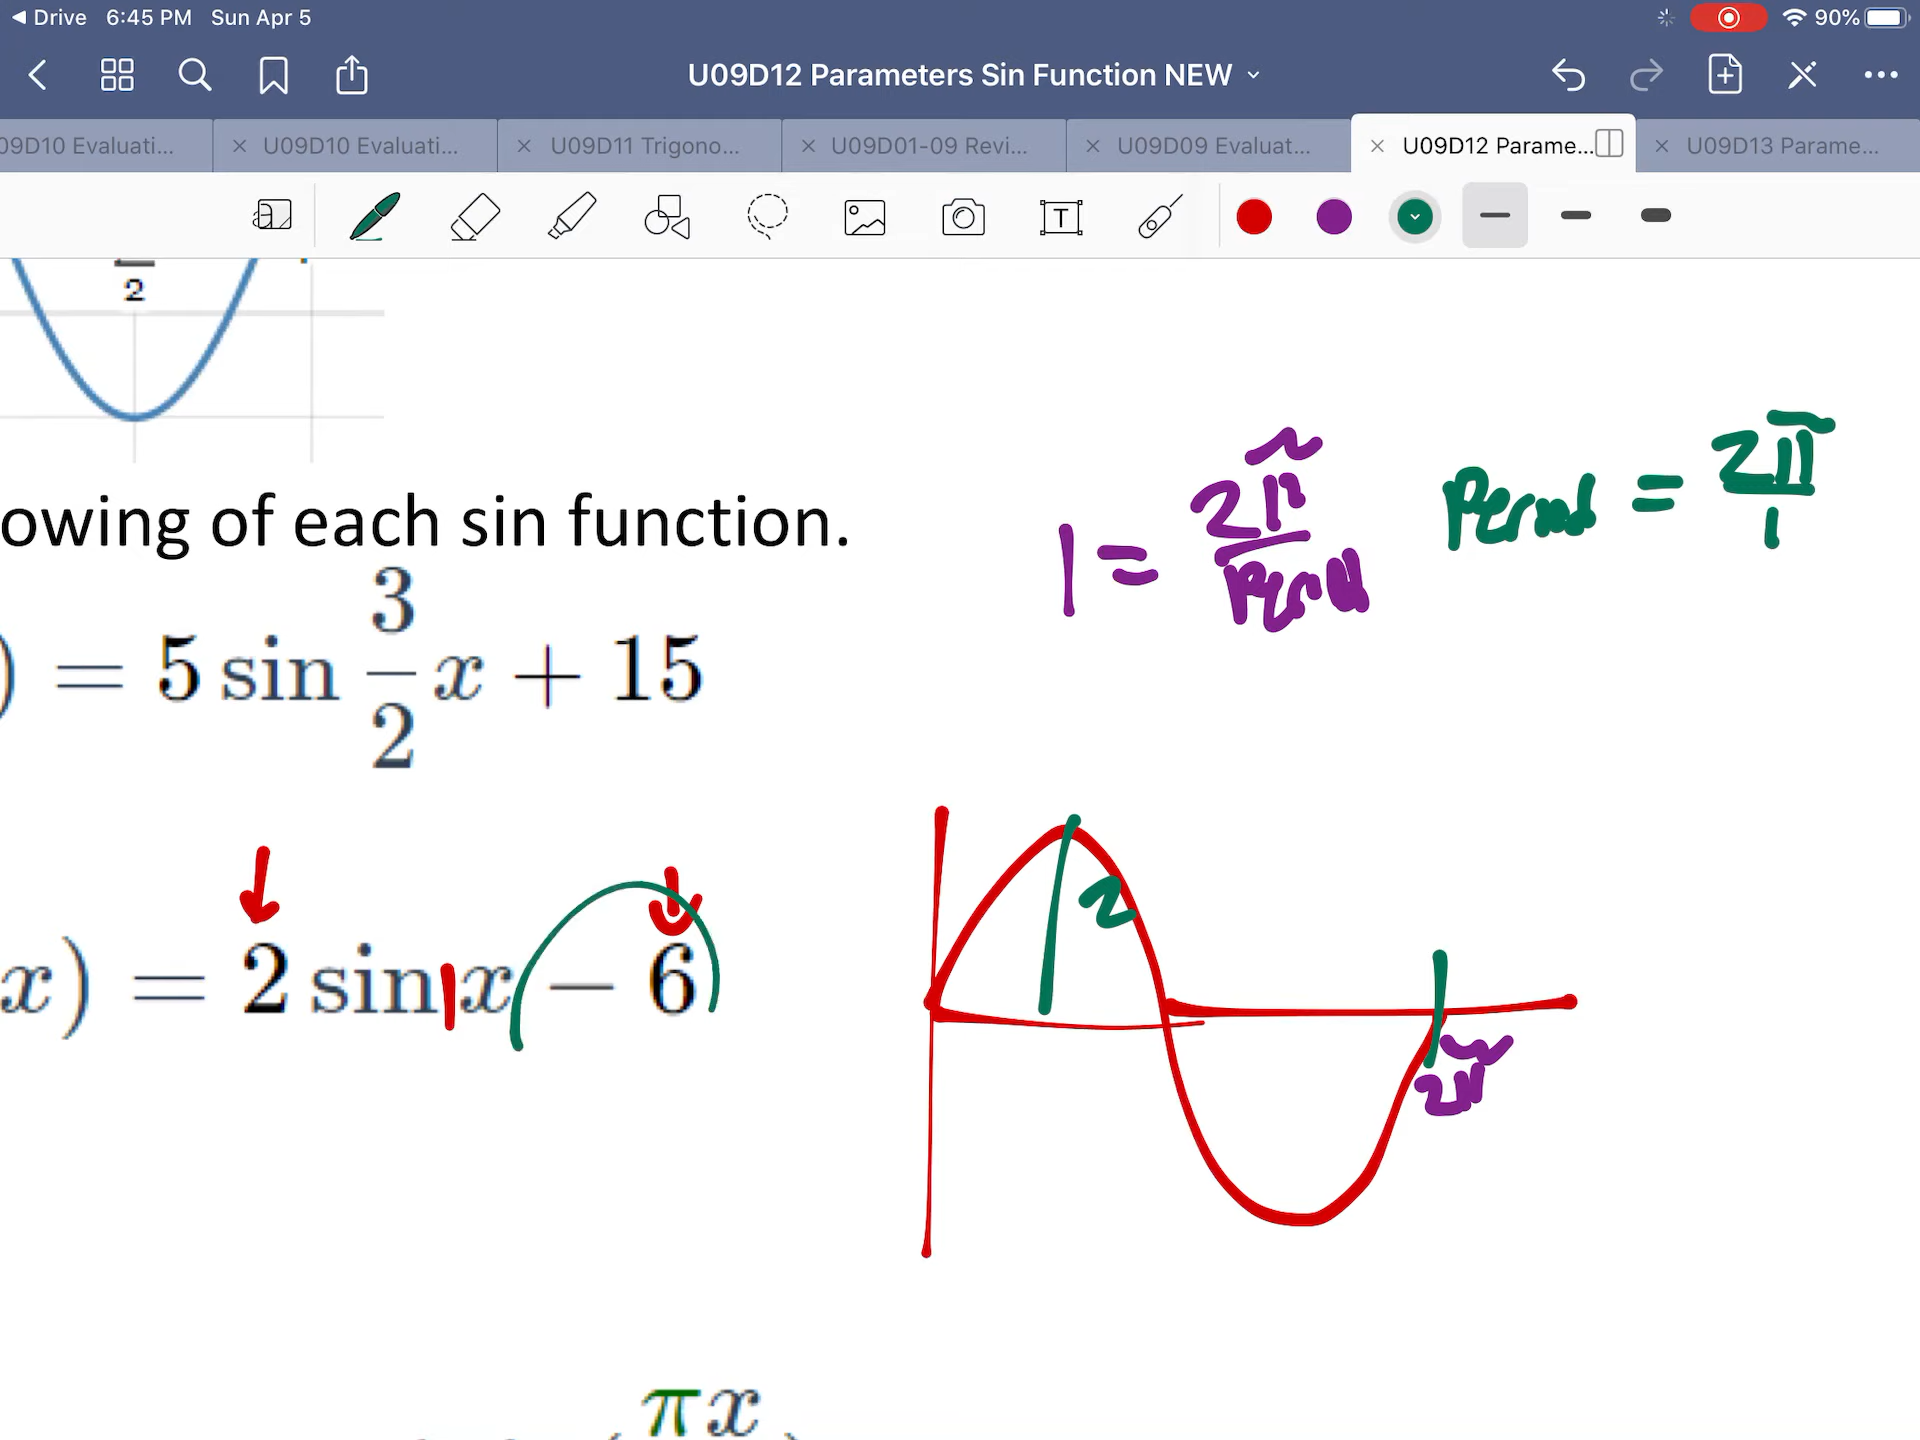 ◀ Drive 6:45 PM Sun Apr 5 90%
U09D12 Parameters Sin Function NEW
09D10 Evaluati... × U09D10 Evaluati... × U09D11 Trigono... × U09D01-09 Revi... × U09D09 Evaluat... × U09D12 Parame... × U09D13 Parame...
a T
2
1 = 2π/Period Period = 2π/1
owing of each sin function.
) = 5 sin 3/2 x + 15
2
x) = 2 sin 1x - 6
2π
πx